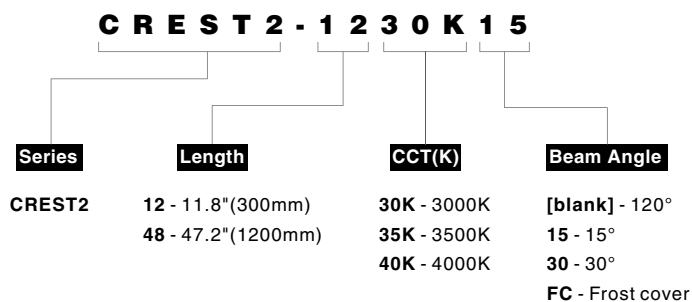 CREST2-1230K15
Series Length CCT(K) Beam Angle
CREST2 12 - 11.8"(300mm) 30K - 3000K [blank] - 120°
48 - 47.2"(1200mm) 35K - 3500K 15 - 15°
40K - 4000K 30 - 30°
FC - Frost cover